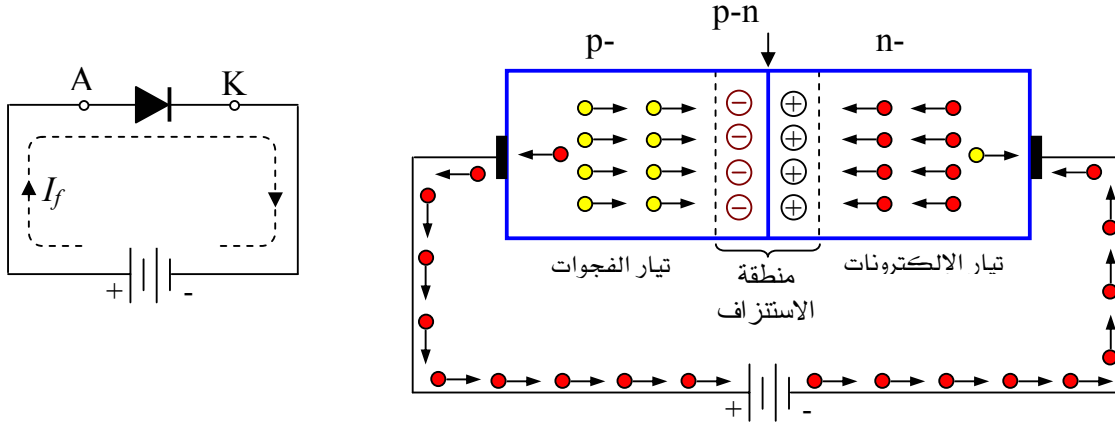 A
K
I_f
+
-
p-n
p-
n-
تيار الفجوات
منطقة
الاستنزاف
تيار الالكترونات
+
-